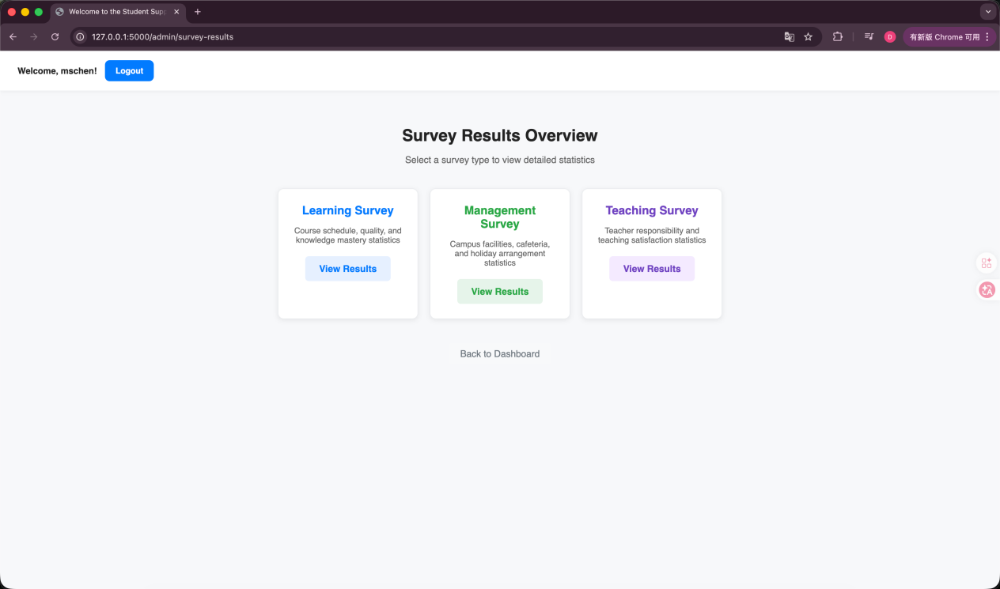 Welcome to the Student Supp
127.0.0.1:5000/admin/survey-results
D
有新版 Chrome 可用
Welcome, mschen!
Logout
Survey Results Overview
Select a survey type to view detailed statistics
Learning Survey
Course schedule, quality, and
knowledge mastery statistics
View Results
Management
Survey
Campus facilities, cafeteria,
and holiday arrangement
statistics
View Results
Teaching Survey
Teacher responsibility and
teaching satisfaction statistics
View Results
Back to Dashboard